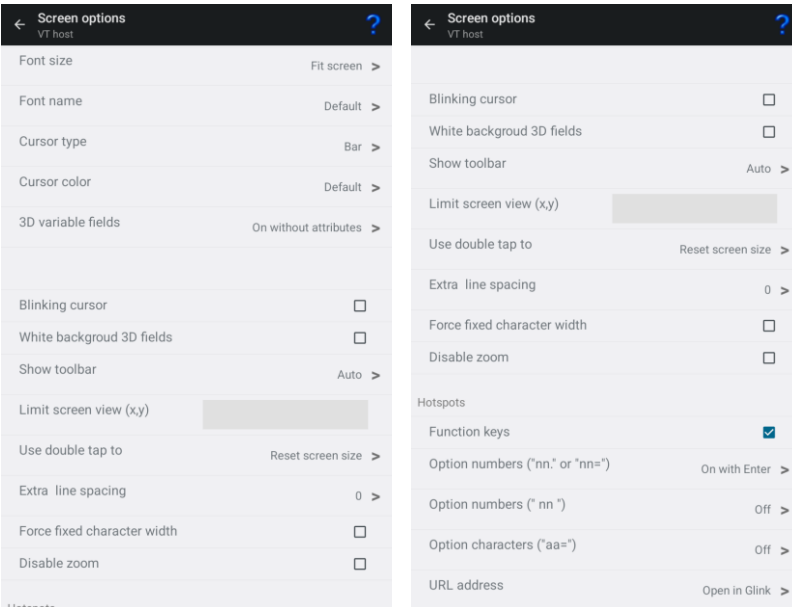 Screen options
VT host
?
Font size
Fit screen >
Font name
Default >
Cursor type
Bar >
Cursor color
Default >
3D variable fields
On without attributes >
Blinking cursor
White backgroud 3D fields
Show toolbar
Auto >
Limit screen view (x,y)
Use double tap to
Reset screen size >
Extra line spacing
0 >
Force fixed character width
Disable zoom
Hotspots
Screen options
VT host
?
Blinking cursor
White backgroud 3D fields
Show toolbar
Auto >
Limit screen view (x,y)
Use double tap to
Reset screen size >
Extra line spacing
0 >
Force fixed character width
Disable zoom
Hotspots
Function keys
Option numbers ("nn." or "nn=")
On with Enter >
Option numbers (" nn ")
Off >
Option characters ("aa=")
Off >
URL address
Open in Glink >